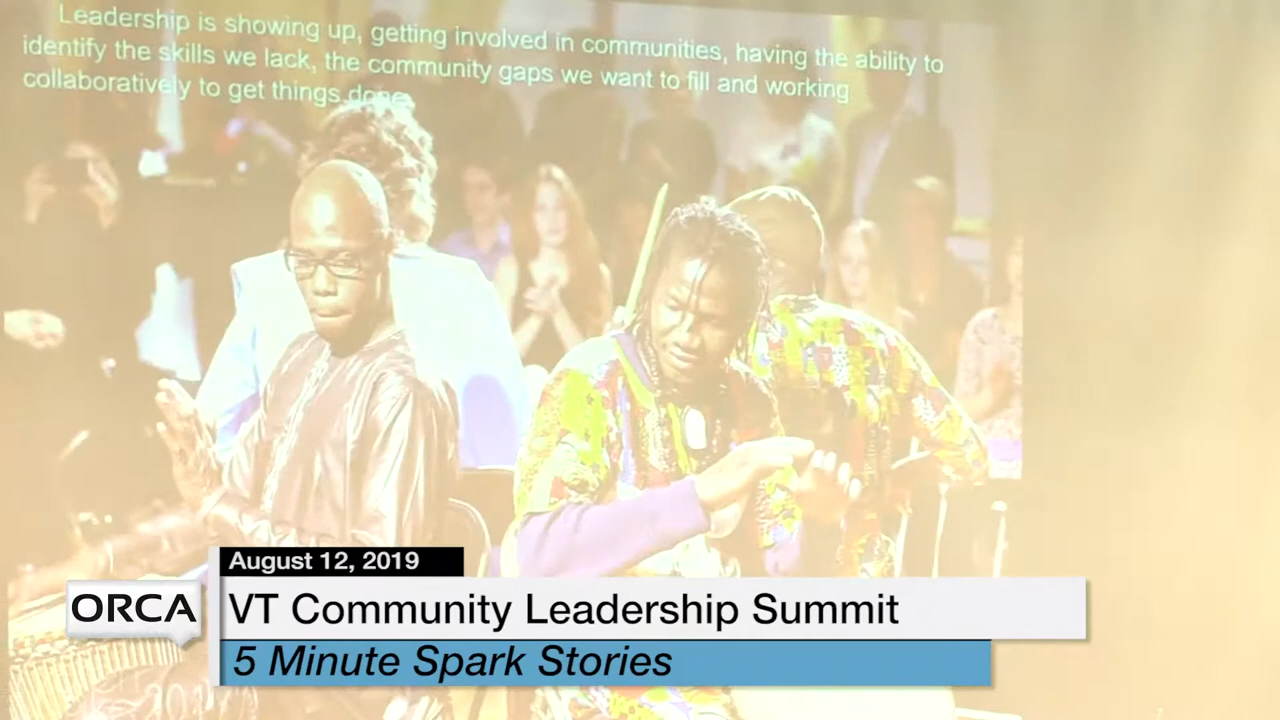 Leadership is showing up, getting involved in communities, having the ability to
identify the skills we lack, the community gaps we want to fill and working
collaboratively to get things done
August 12, 2019
ORCA
VT Community Leadership Summit
5 Minute Spark Stories